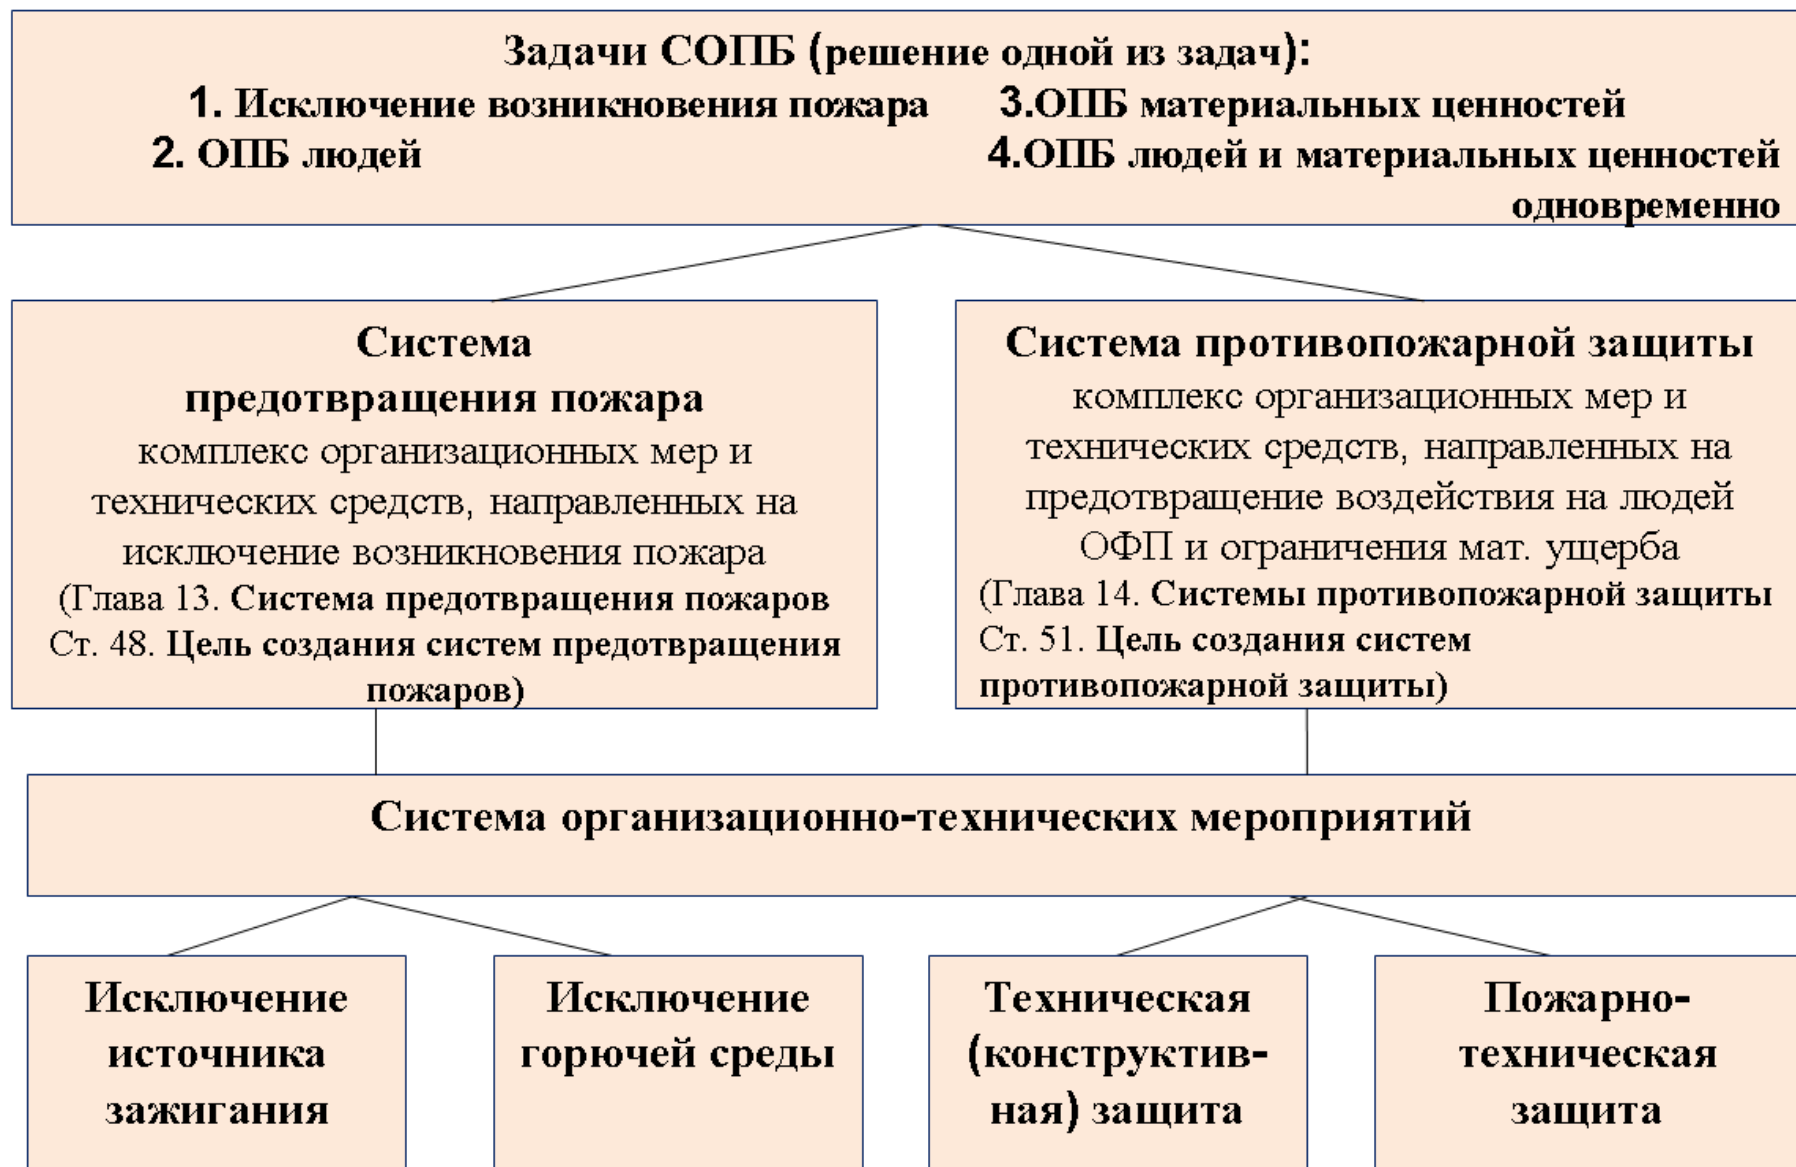 Задачи СОПБ (решение одной из задач):
1. Исключение возникновения пожара 3.ОПБ материальных ценностей
2. ОПБ людей 4.ОПБ людей и материальных ценностей
одновременно
Система
предотвращения пожара
комплекс организационных мер и
технических средств, направленных на
исключение возникновения пожара
(Глава 13. Система предотвращения пожаров
Ст. 48. Цель создания систем предотвращения
пожаров)
Система противопожарной защиты
комплекс организационных мер и
технических средств, направленных на
предотвращение воздействия на людей
ОФП и ограничения мат. ущерба
(Глава 14. Системы противопожарной защиты
Ст. 51. Цель создания систем
противопожарной защиты)
Система организационно-технических мероприятий
Исключение
источника
зажигания
Исключение
горючей среды
Техническая
(конструктив-
ная) защита
Пожарно-
техническая
защита